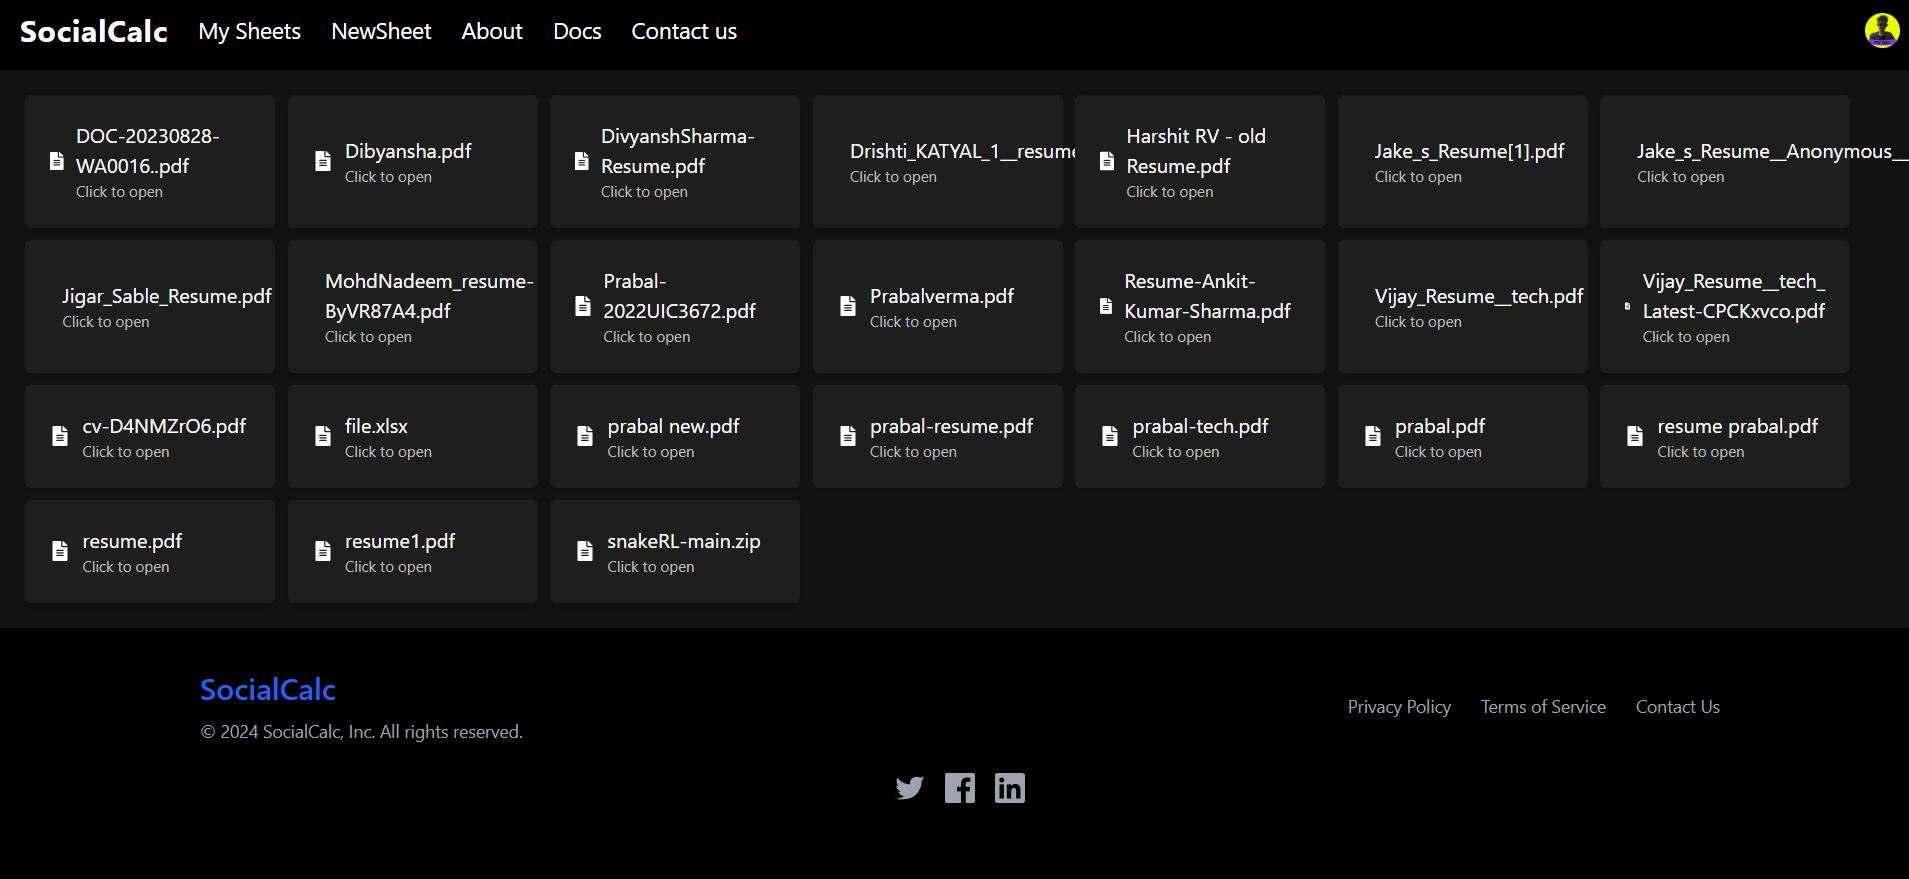 SocialCalc My Sheets NewSheet About Docs Contact us
DOC-20230828-
WA0016..pdf
Click to open
Dibyansha.pdf
Click to open
DivyanshSharma-
Resume.pdf
Click to open
Drishti_KATYAL_1__resume
Click to open
Harshit RV - old
Resume.pdf
Click to open
Jake_s_Resume[1].pdf
Click to open
Jake_s_Resume__Anonymous__
Click to open
Jigar_Sable_Resume.pdf
Click to open
MohdNadeem_resume-
ByVR87A4.pdf
Click to open
Prabal-
2022UIC3672.pdf
Click to open
Prabalverma.pdf
Click to open
Resume-Ankit-
Kumar-Sharma.pdf
Click to open
Vijay_Resume__tech.pdf
Click to open
Vijay_Resume__tech_
Latest-CPCKxvco.pdf
Click to open
cv-D4NMZrO6.pdf
Click to open
file.xlsx
Click to open
prabal new.pdf
Click to open
prabal-resume.pdf
Click to open
prabal-tech.pdf
Click to open
prabal.pdf
Click to open
resume prabal.pdf
Click to open
resume.pdf
Click to open
resume1.pdf
Click to open
snakeRL-main.zip
Click to open
SocialCalc
© 2024 SocialCalc, Inc. All rights reserved.
Privacy Policy Terms of Service Contact Us